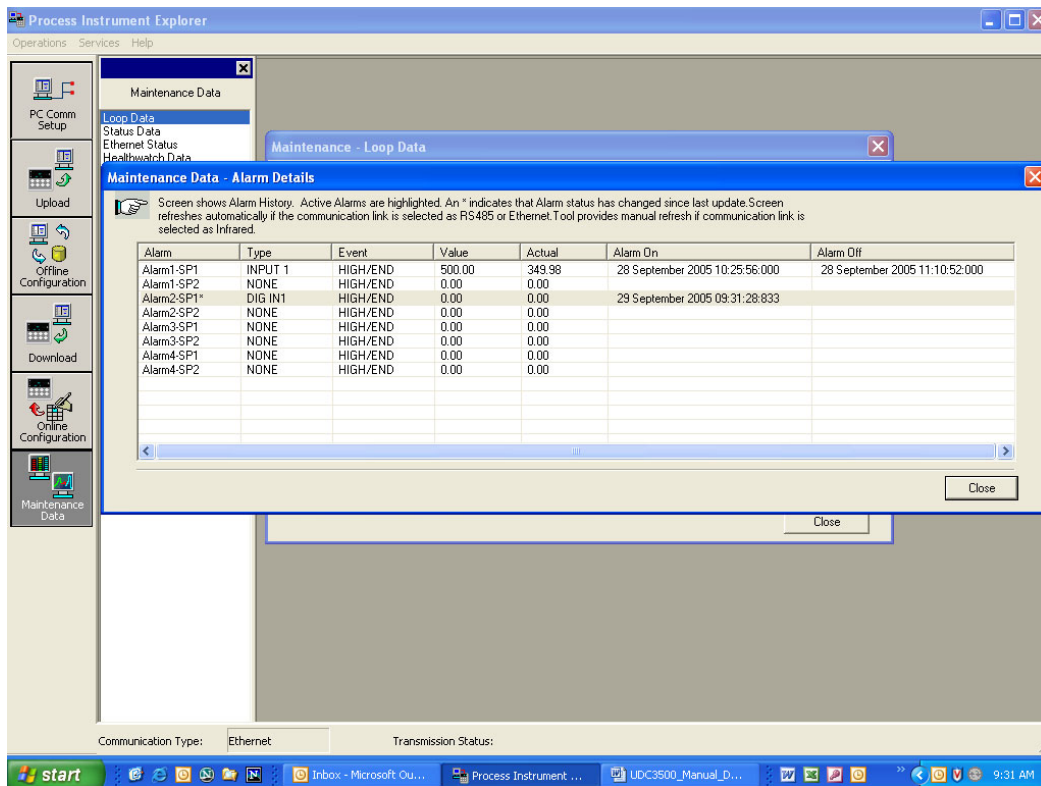 Process Instrument Explorer
Operations Services Help
PC Comm
Setup
Upload
Offline
Configuration
Download
Online
Configuration
Maintenance
Data
Maintenance Data
Loop Data
Status Data
Ethernet Status
Healthwatch Data
Maintenance - Loop Data
Maintenance Data - Alarm Details
Screen shows Alarm History. Active Alarms are highlighted. An * indicates that Alarm status has changed since last update.Screen
refreshes automatically if the communication link is selected as RS485 or Ethernet.Tool provides manual refresh if communication link is
selected as Infrared.
Alarm Type Event Value Actual Alarm On Alarm Off
Alarm1-SP1 INPUT 1 HIGH/END 500.00 349.98 28 September 2005 10:25:56:000 28 September 2005 11:10:52:000
Alarm1-SP2 NONE HIGH/END 0.00 0.00
Alarm2-SP1* DIG IN1 HIGH/END 0.00 0.00 29 September 2005 09:31:28:833
Alarm2-SP2 NONE HIGH/END 0.00 0.00
Alarm3-SP1 NONE HIGH/END 0.00 0.00
Alarm3-SP2 NONE HIGH/END 0.00 0.00
Alarm4-SP1 NONE HIGH/END 0.00 0.00
Alarm4-SP2 NONE HIGH/END 0.00 0.00
Close
Close
Communication Type: Ethernet Transmission Status:
start Inbox - Microsoft Ou... Process Instrument ... UDC3500_Manual_D... 9:31 AM